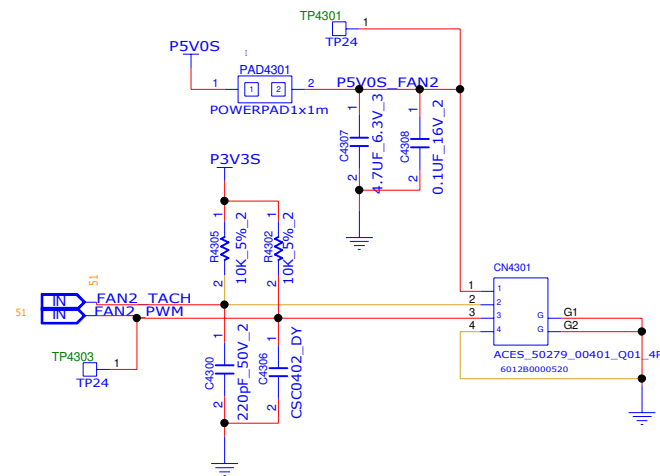 TP4301
1
TP24
P5V0S
PAD4301
1
1
2
2
P5V0S_FAN2
POWERPAD1x1m
1
C4307
2
4.7UF_6.3V_3
1
C4308
2
0.1UF_16V_2
P3V3S
1
R4305
2
10K_5%_2
1
R4302
2
10K_5%_2
CN4301
51
IN
FAN2_TACH
51
IN
FAN2_PWM
1
1
2
2
3
3
4
4
G
G1
G
G2
ACES_50279_00401_Q01_4P
6012B0000520
TP4303
1
TP24
1
C4300
2
220pF_50V_2
1
C4306
2
CSC0402_DY